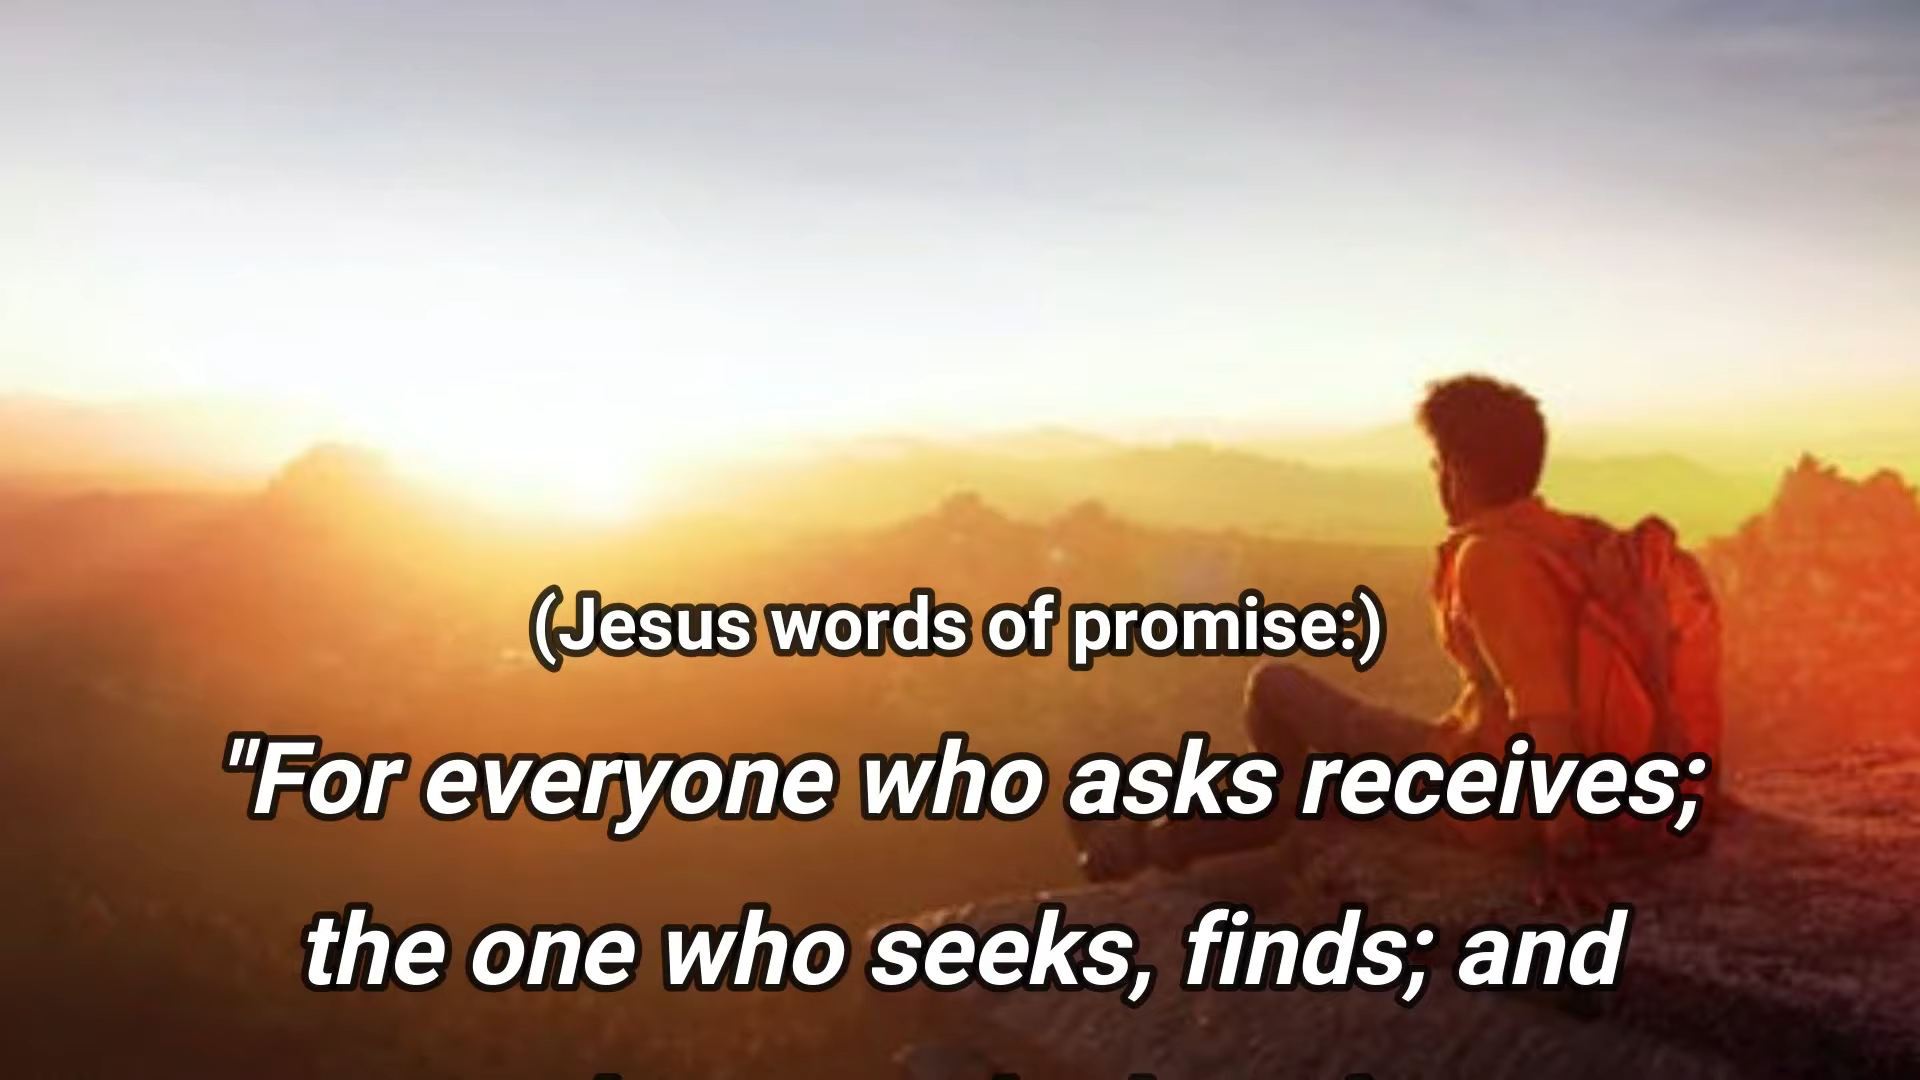 (Jesus words of promise:)
"For everyone who asks receives;
the one who seeks, finds; and